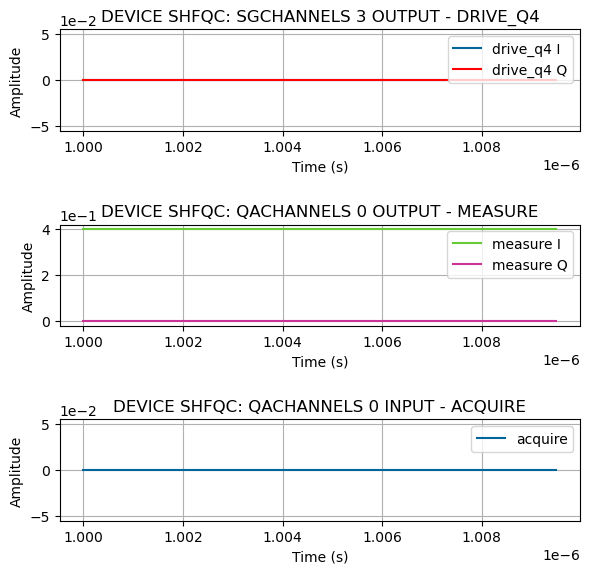 DEVICE SHFQC: SGCHANNELS 3 OUTPUT - DRIVE_Q4
1e−2
5
0
−5
Amplitude
drive_q4 I
drive_q4 Q
1.000 1.002 1.004 1.006 1.008
Time (s)
1e−6
DEVICE SHFQC: QACHANNELS 0 OUTPUT - MEASURE
1e−1
4
2
0
Amplitude
measure I
measure Q
1.000 1.002 1.004 1.006 1.008
Time (s)
1e−6
DEVICE SHFQC: QACHANNELS 0 INPUT - ACQUIRE
1e−2
5
0
−5
Amplitude
acquire
1.000 1.002 1.004 1.006 1.008
Time (s)
1e−6